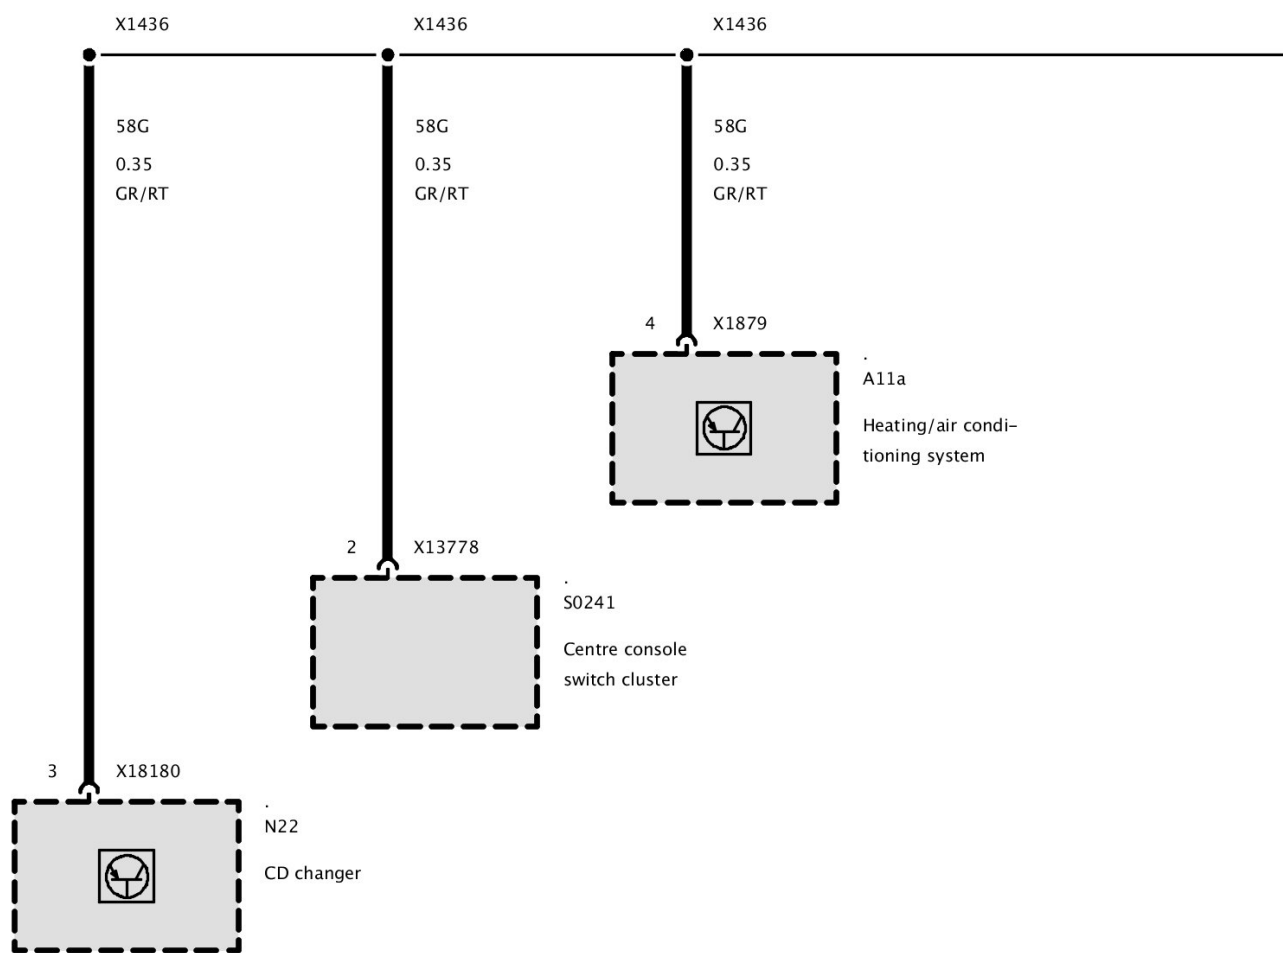 X1436
X1436
X1436
58G
58G
58G
0.35
0.35
0.35
GR/RT
GR/RT
GR/RT
4
X1879
.
A11a
Heating/air condi-
tioning system
2
X13778
.
S0241
Centre console
switch cluster
3
X18180
.
N22
CD changer